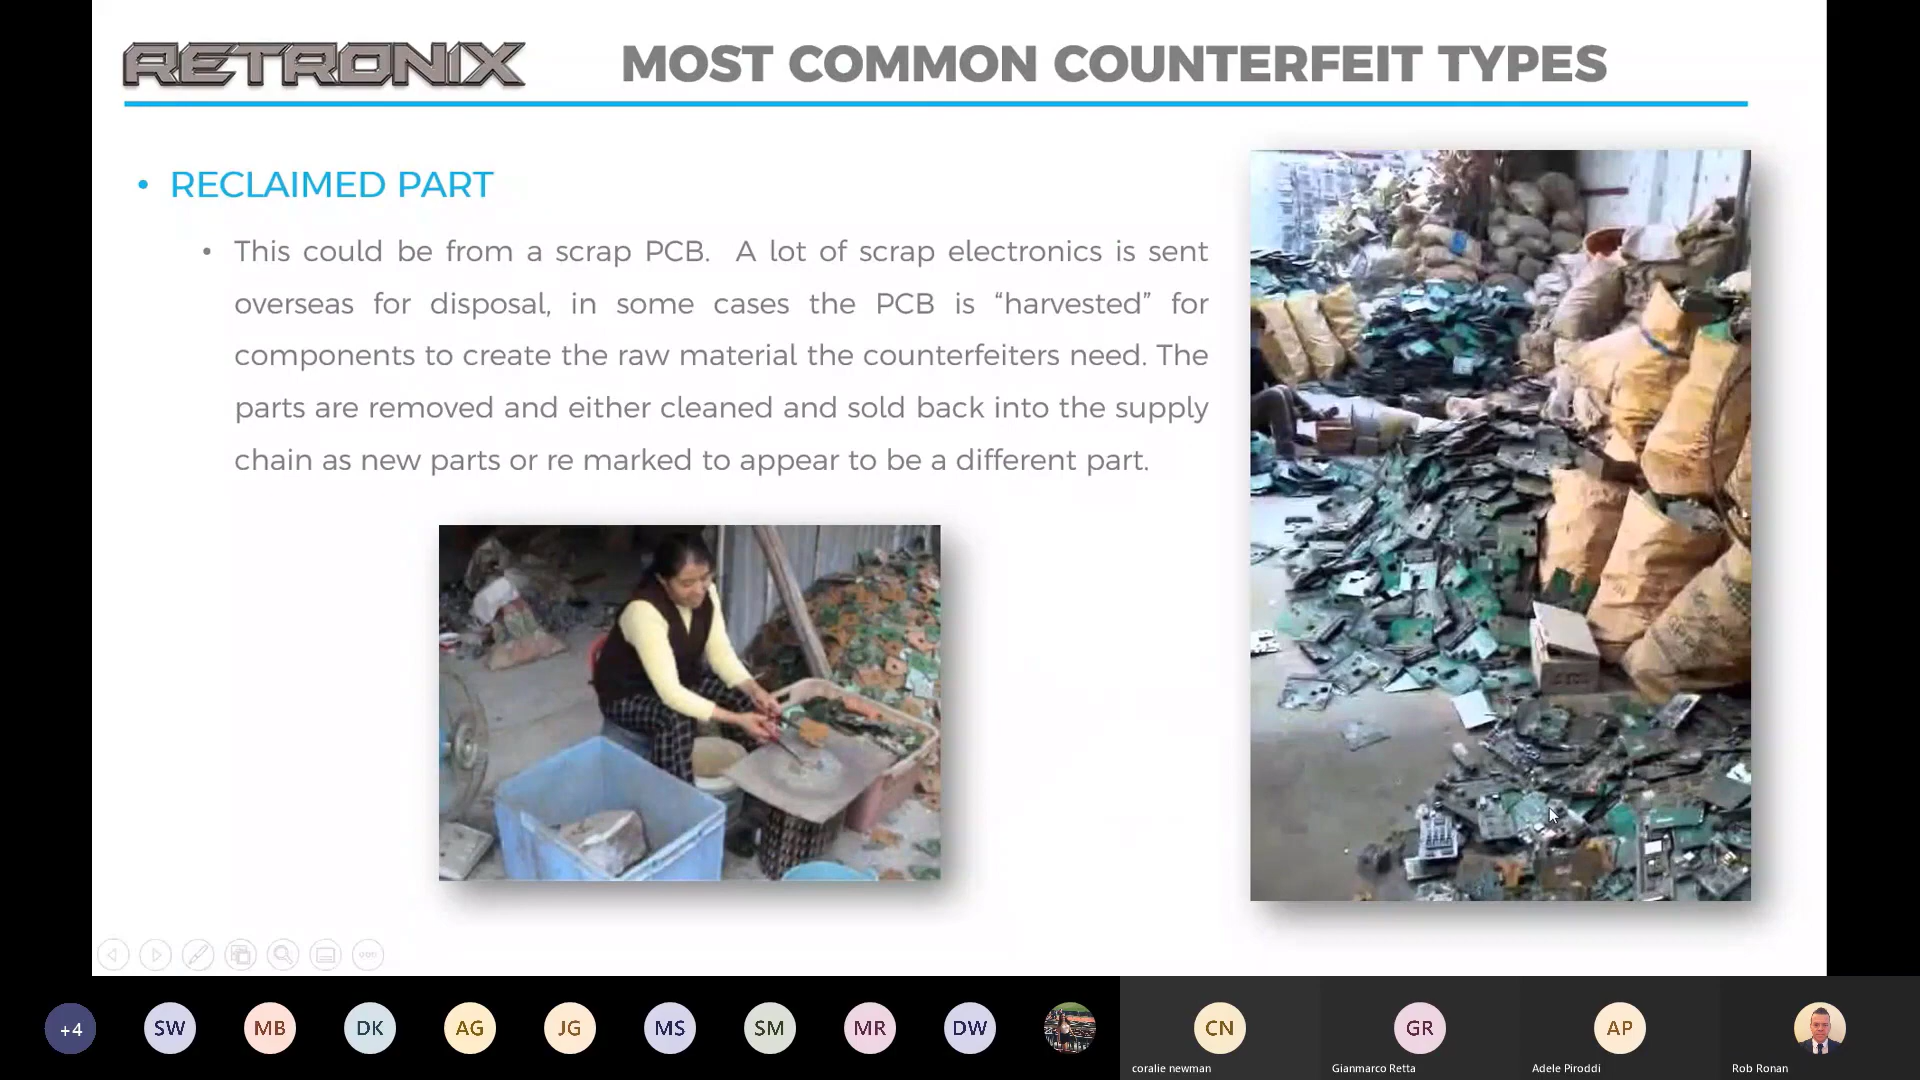 RETRONIX
MOST COMMON COUNTERFEIT TYPES
• RECLAIMED PART
• This could be from a scrap PCB. A lot of scrap electronics is sent
overseas for disposal, in some cases the PCB is “harvested” for
components to create the raw material the counterfeiters need. The
parts are removed and either cleaned and sold back into the supply
chain as new parts or re marked to appear to be a different part.
+4
SW
MB
DK
AG
JG
MS
SM
MR
DW
CN
GR
AP
coralie newman
Gianmarco Retta
Adele Piroddi
Rob Ronan